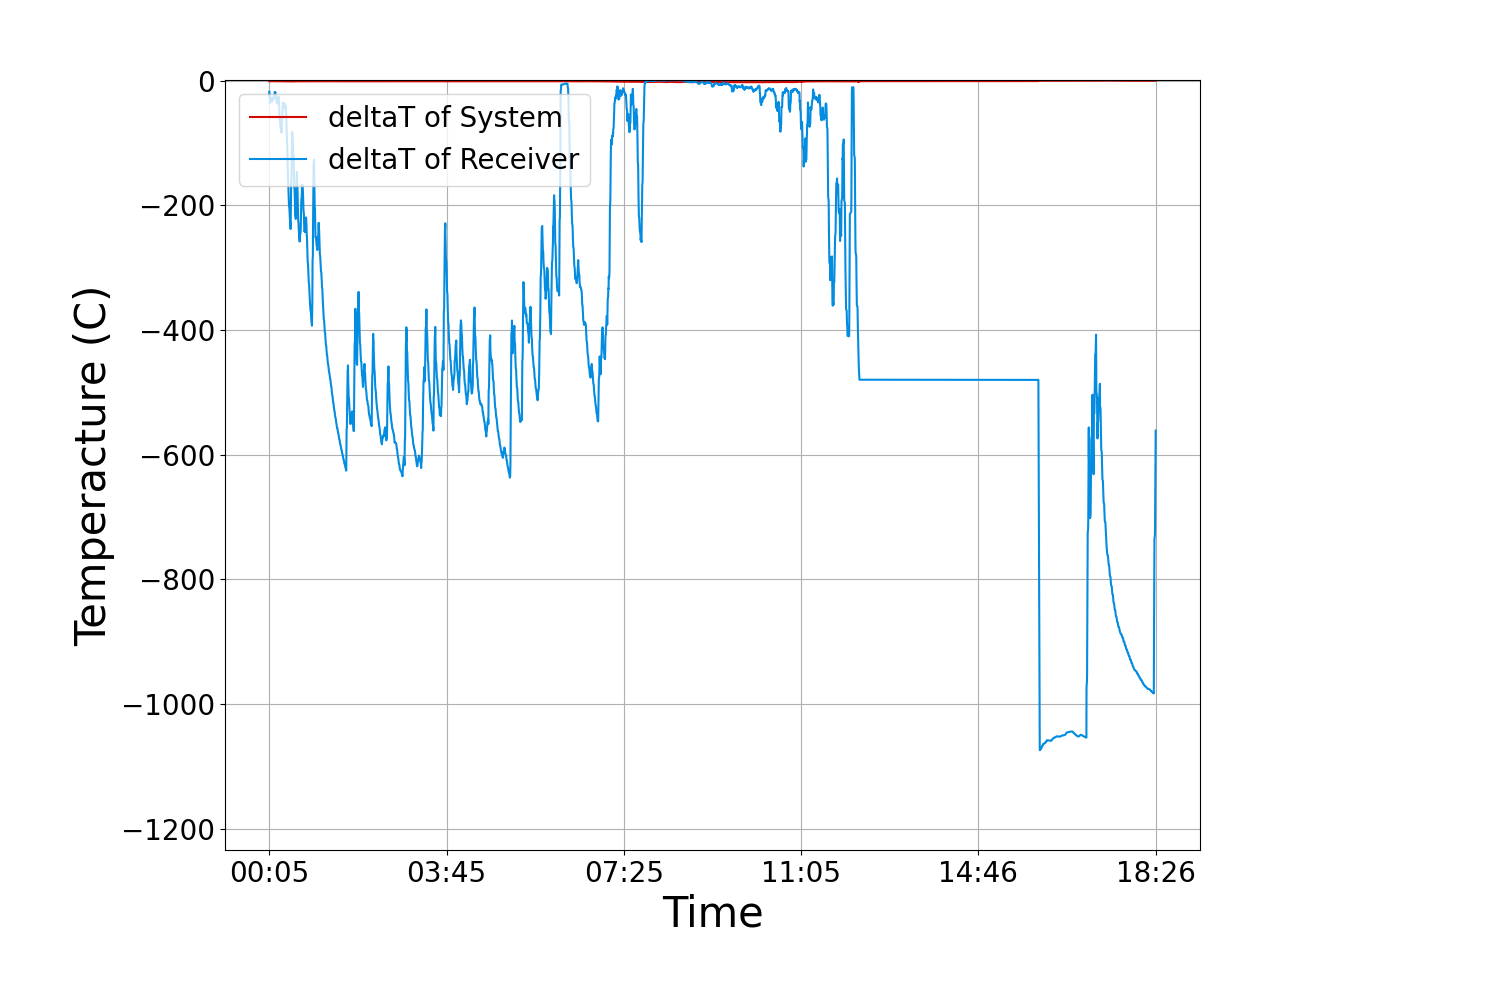 0
−200
−400
−600
−800
−1000
−1200
Temperacture (C)
deltaT of System
deltaT of Receiver
00:05 03:45 07:25 11:05 14:46 18:26
Time